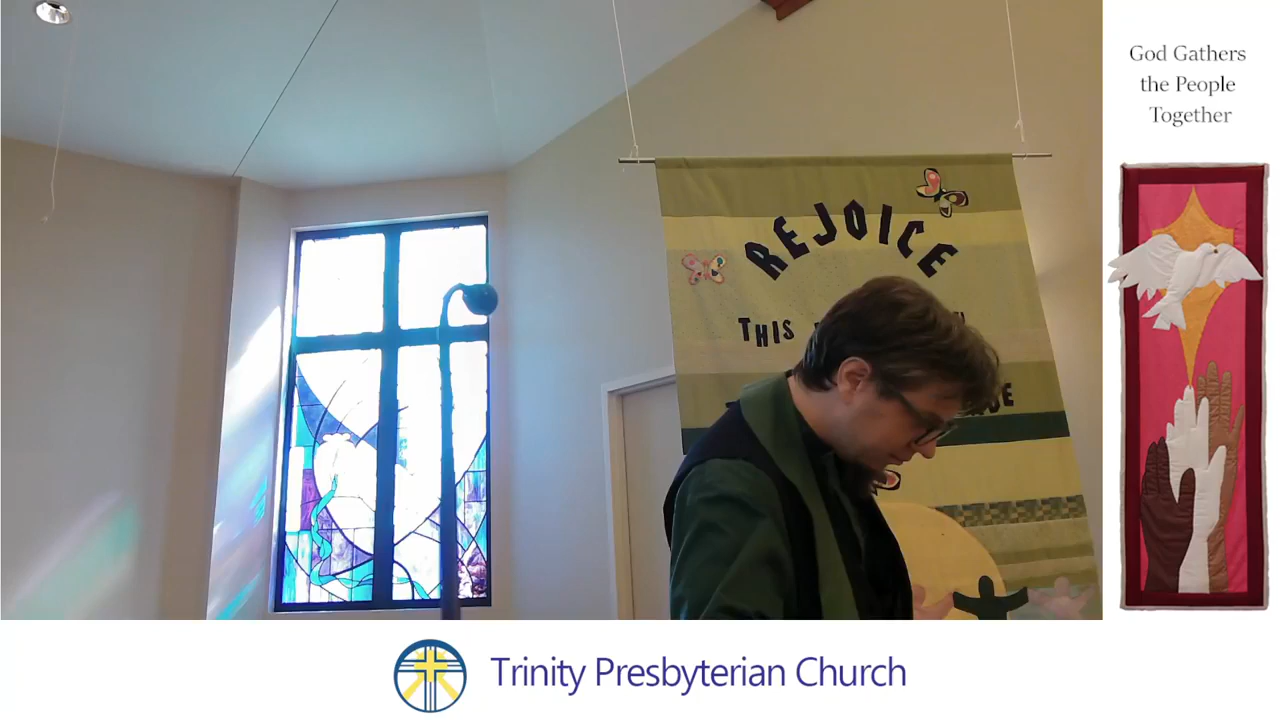 God Gathers
the People
Together
REJOICE
THIS
Trinity Presbyterian Church